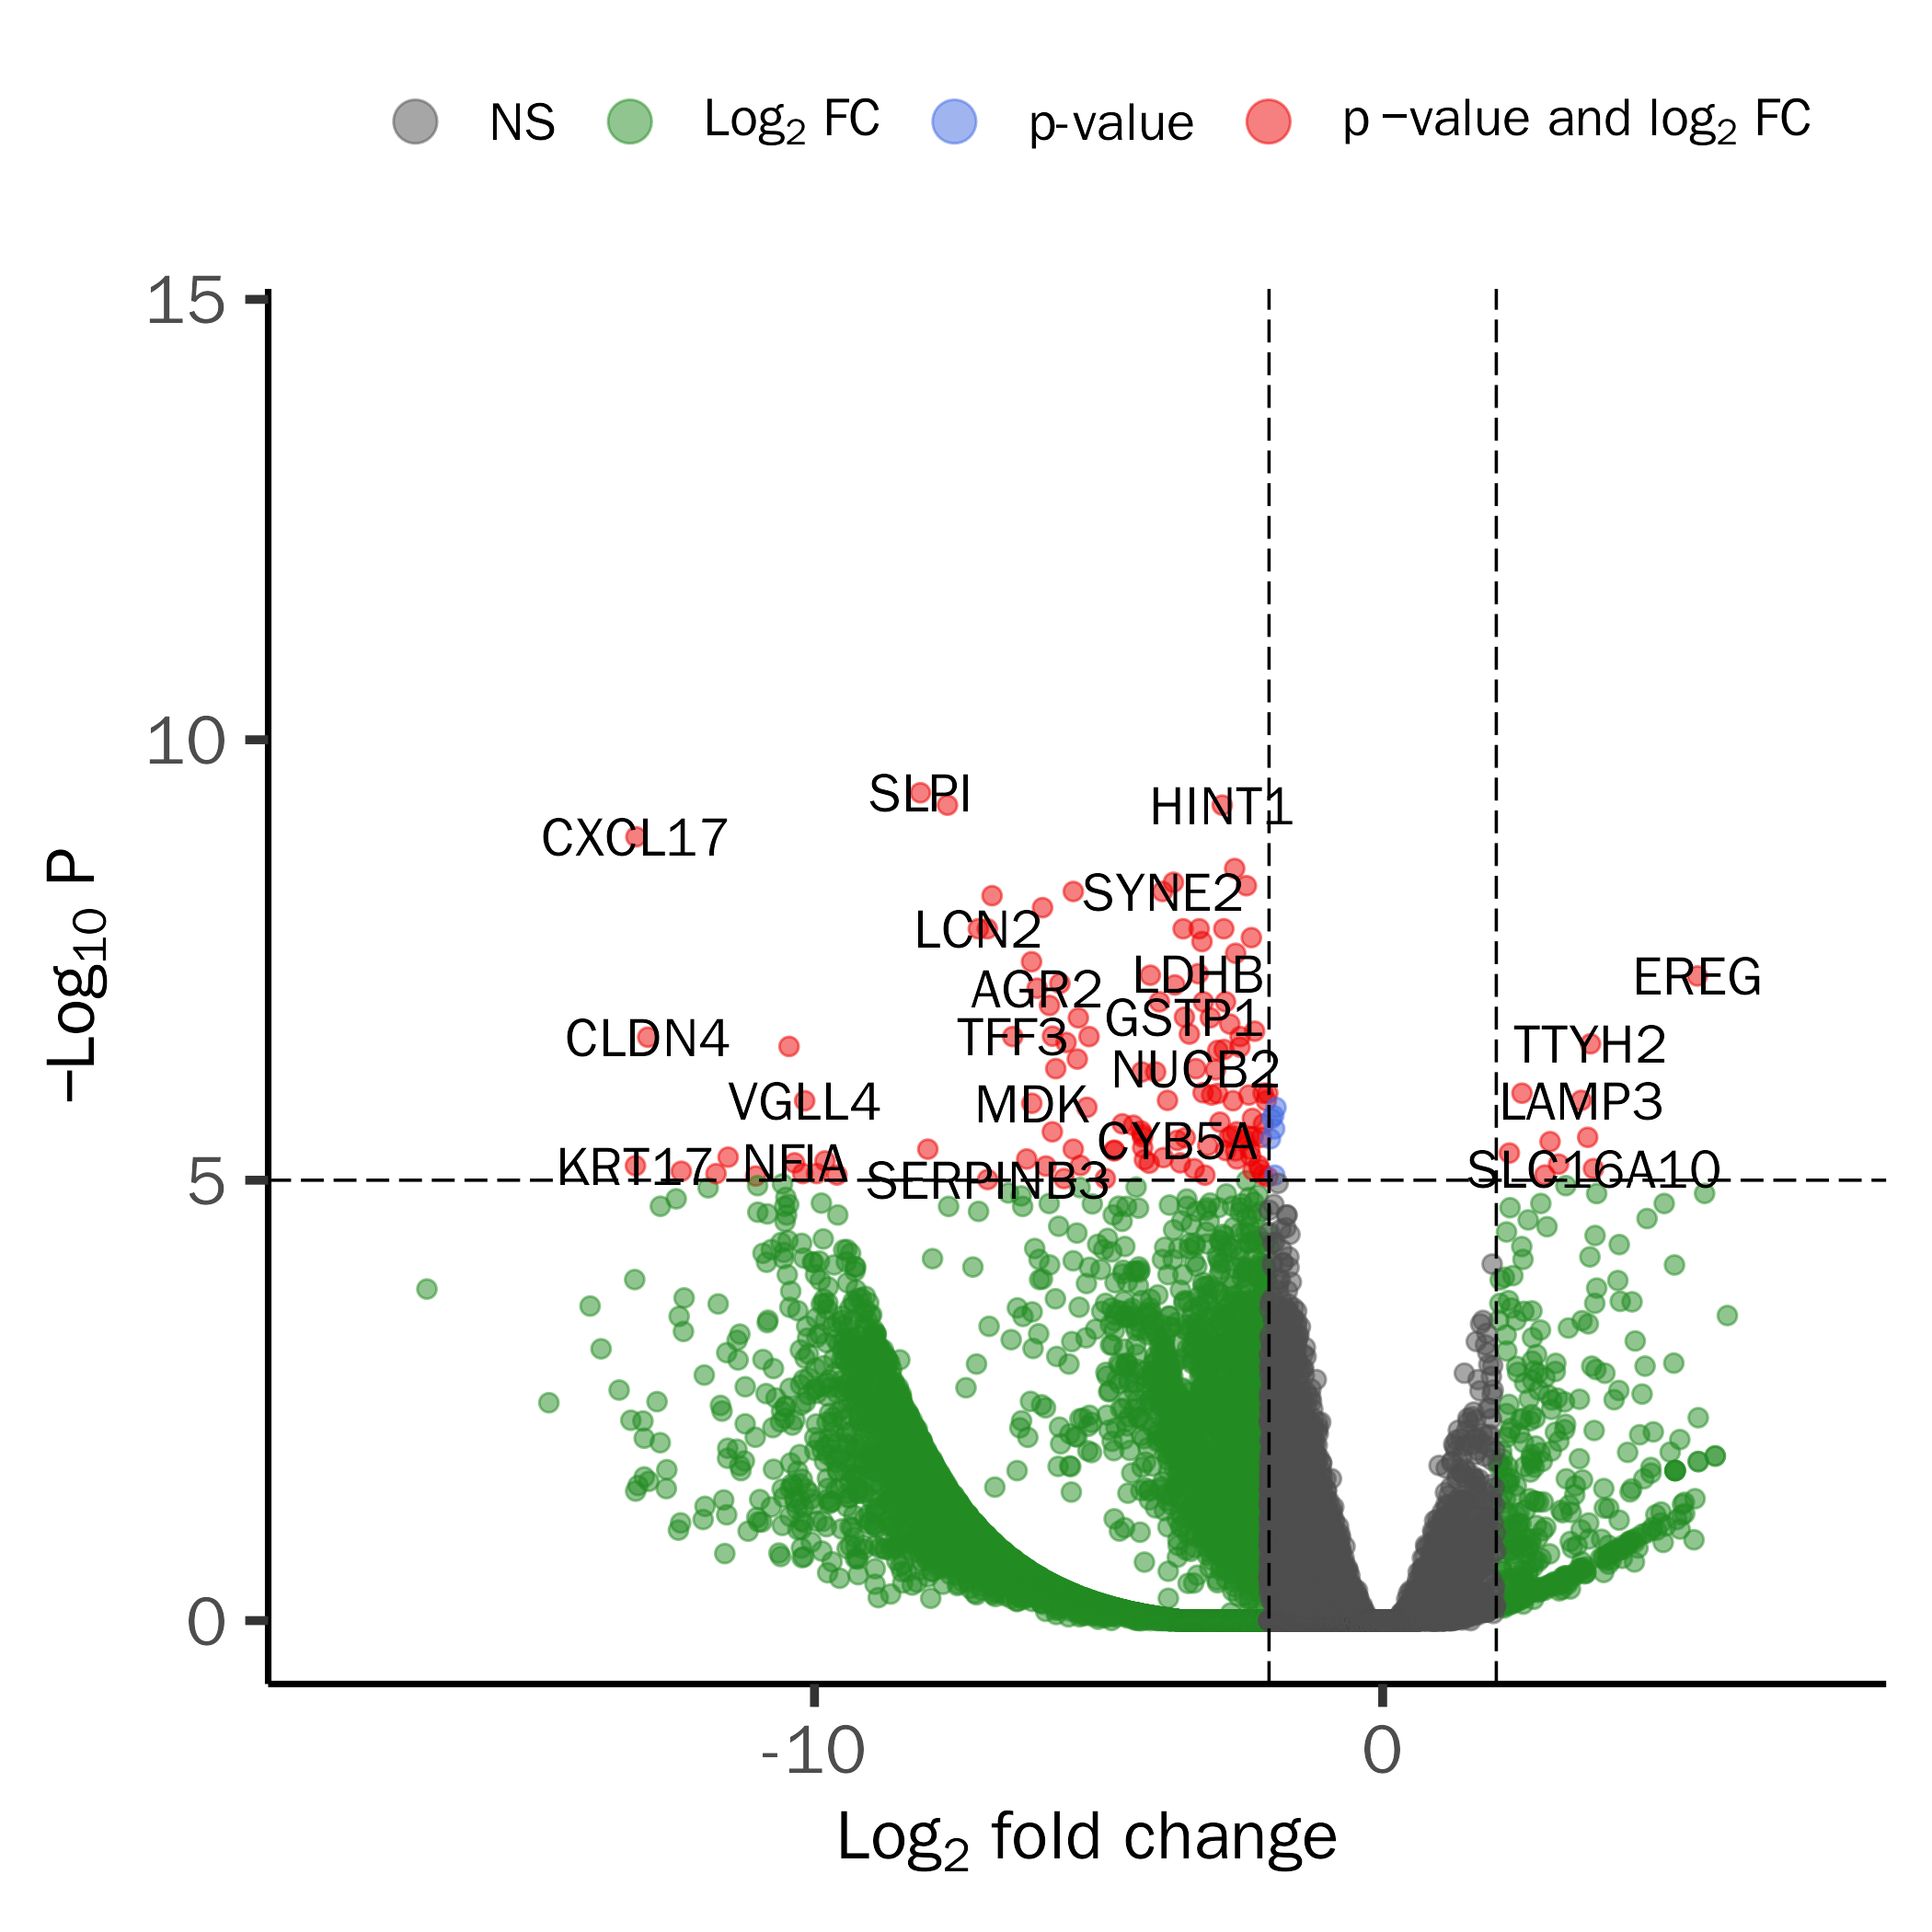 NS Log2 FC p-value p −value and log2 FC
15
10
5
0
−Log10 P
SLPI
HINT1
CXCL17
SYNE2
LCN2
LDHB
EREG
AGR2
GSTP1
CLDN4
TFF3
TTYH2
NUCB2
VGLL4
MDK
LAMP3
CYB5A
KRT17
NFIA
SERPINB3
SLC16A10
-10
0
Log2 fold change